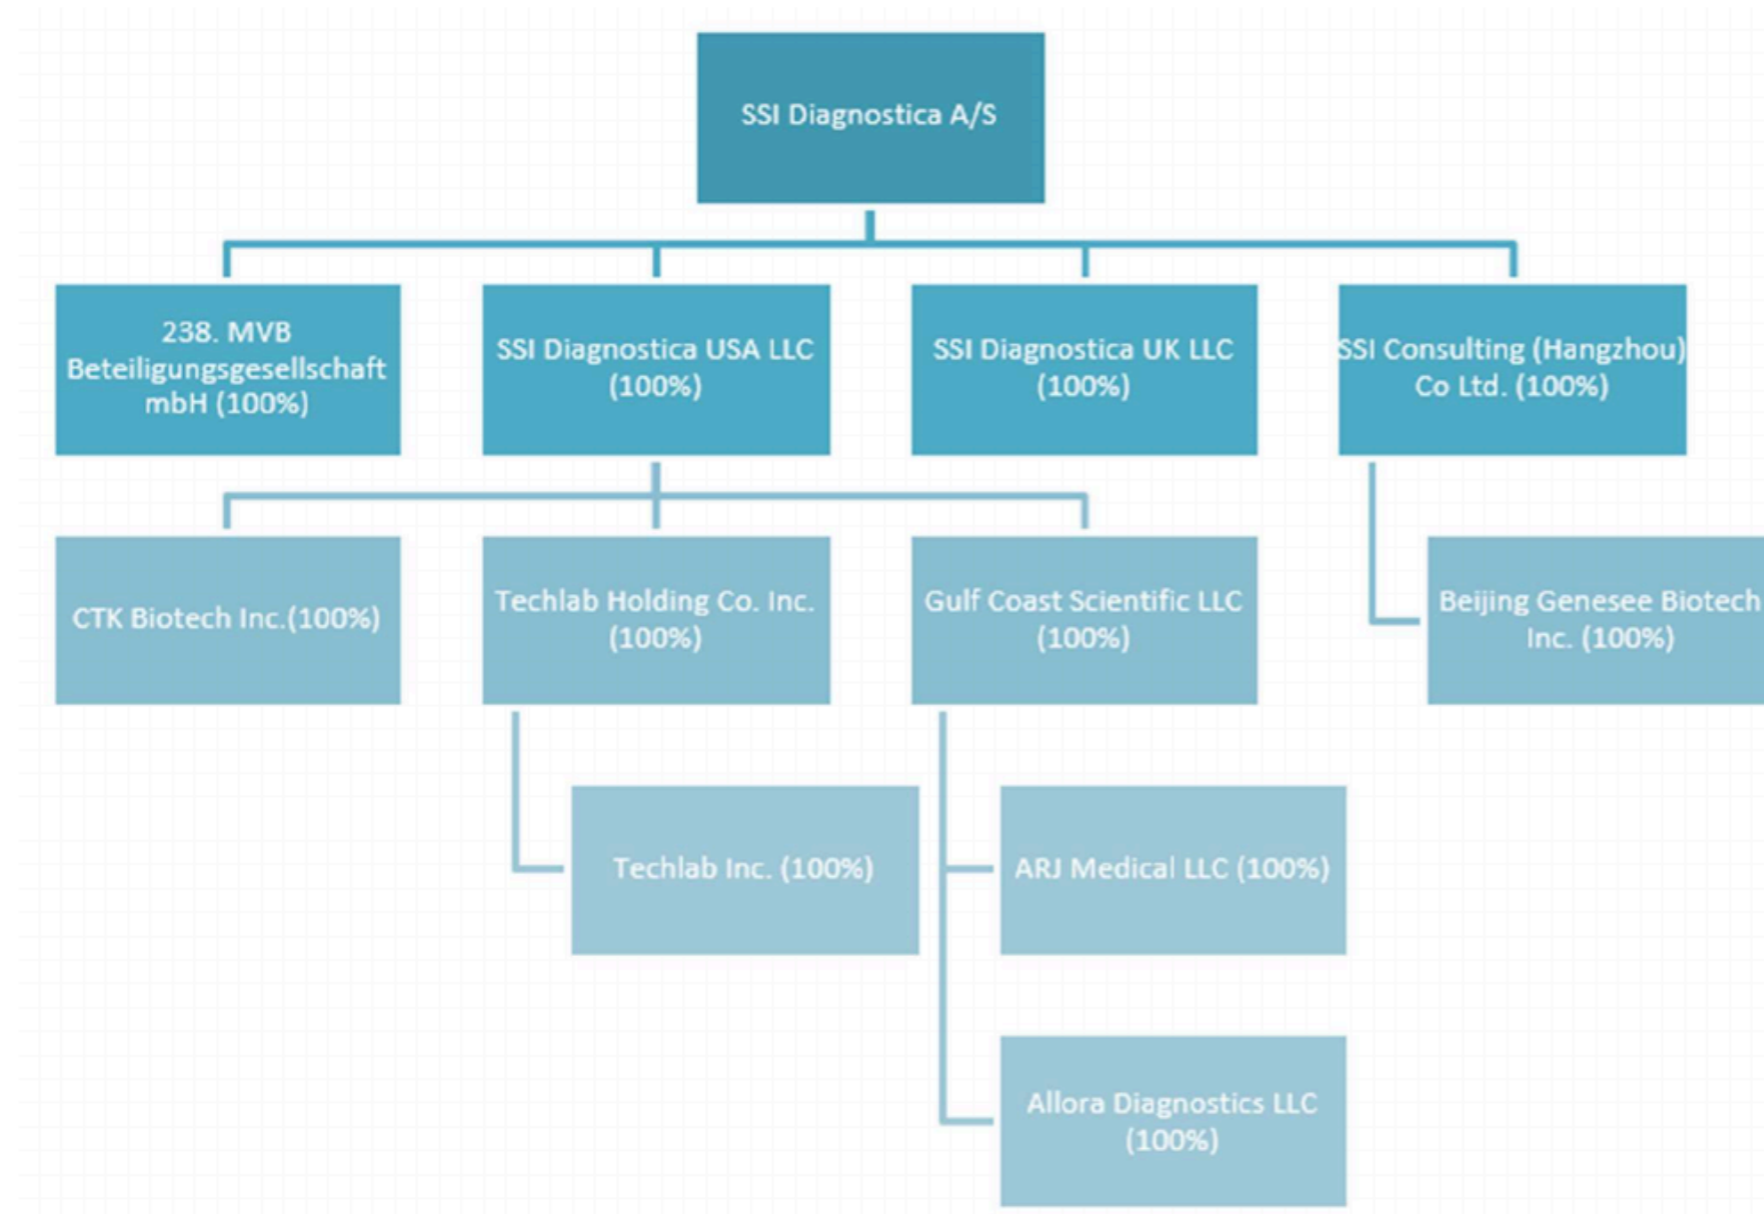 SSI Diagnostica A/S
238. MVB
Beteiligungsgesellschaft
mbH (100%)
SSI Diagnostica USA LLC
(100%)
SSI Diagnostica UK LLC
(100%)
SSI Consulting (Hangzhou)
Co Ltd. (100%)
CTK Biotech Inc.(100%)
Techlab Holding Co. Inc.
(100%)
Gulf Coast Scientific LLC
(100%)
Beijing Genesee Biotech
Inc. (100%)
Techlab Inc. (100%)
ARJ Medical LLC (100%)
Allora Diagnostics LLC
(100%)